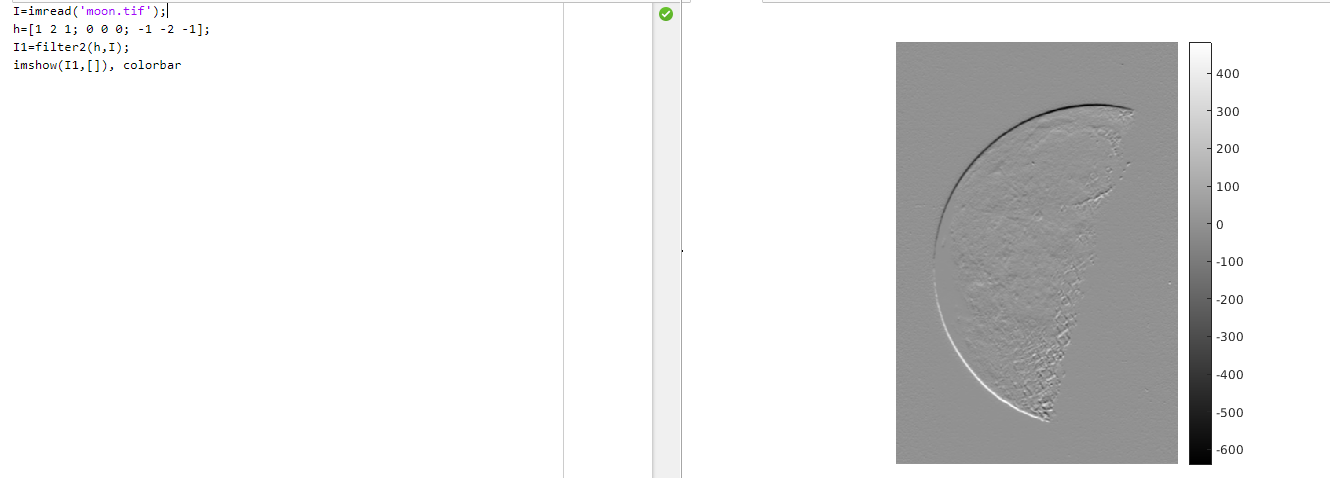 I=imread('moon.tif');
h=[1 2 1; 0 0 0; -1 -2 -1];
I1=filter2(h,I);
imshow(I1,[]), colorbar
400
300
200
100
0
-100
-200
-300
-400
-500
-600